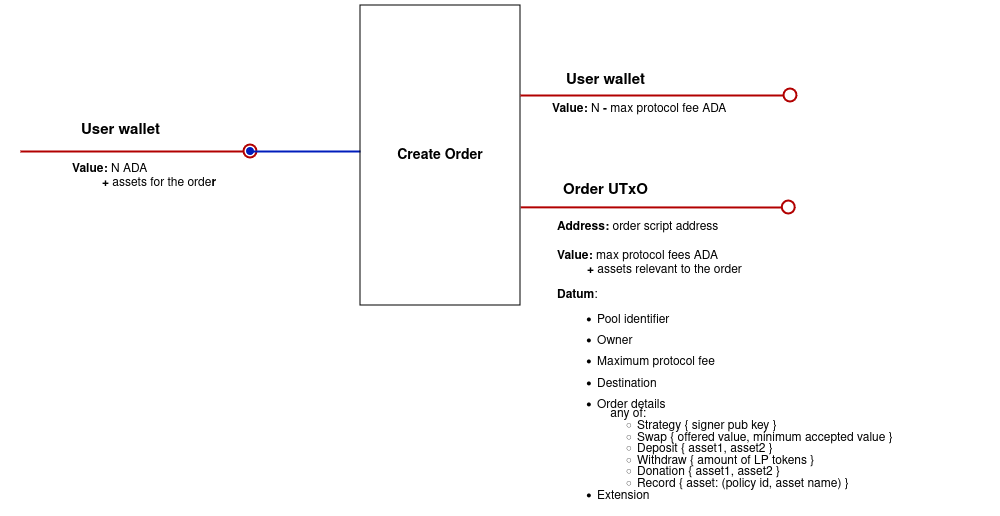 User wallet
Value: N ADA
+ assets for the order
Create Order
User wallet
Value: N - max protocol fee ADA
Order UTxO
Address: order script address
Value: max protocol fees ADA
+ assets relevant to the order
Datum:
• Pool identifier
• Owner
• Maximum protocol fee
• Destination
• Order details
any of:
○ Strategy { signer pub key }
○ Swap { offered value, minimum accepted value }
○ Deposit { asset1, asset2 }
○ Withdraw { amount of LP tokens }
○ Donation { asset1, asset2 }
○ Record { asset: (policy id, asset name) }
• Extension